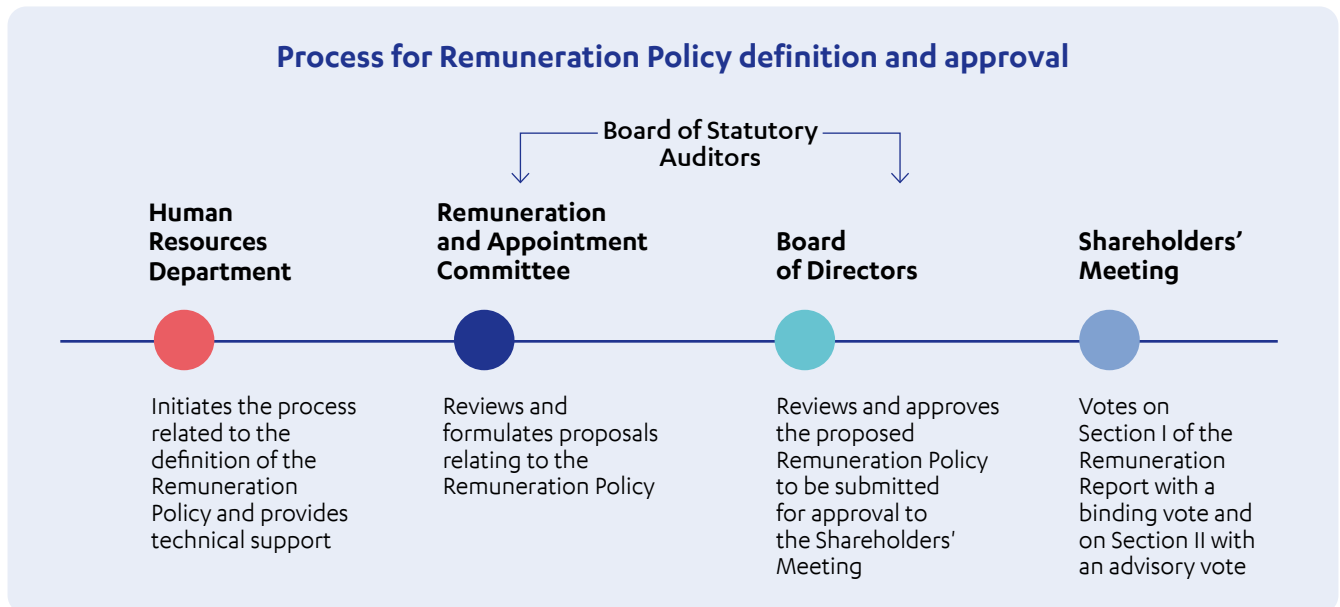 Process for Remuneration Policy definition and approval
Board of Statutory
Auditors
Human
Resources
Department
Remuneration
and Appointment
Committee
Board
of Directors
Shareholders'
Meeting
Initiates the process
related to the
definition of the
Remuneration
Policy and provides
technical support
Reviews and
formulates proposals
relating to the
Remuneration Policy
Reviews and approves
the proposed
Remuneration Policy
to be submitted
for approval to
the Shareholders'
Meeting
Votes on
Section I of the
Remuneration
Report with a
binding vote and
on Section II with
an advisory vote